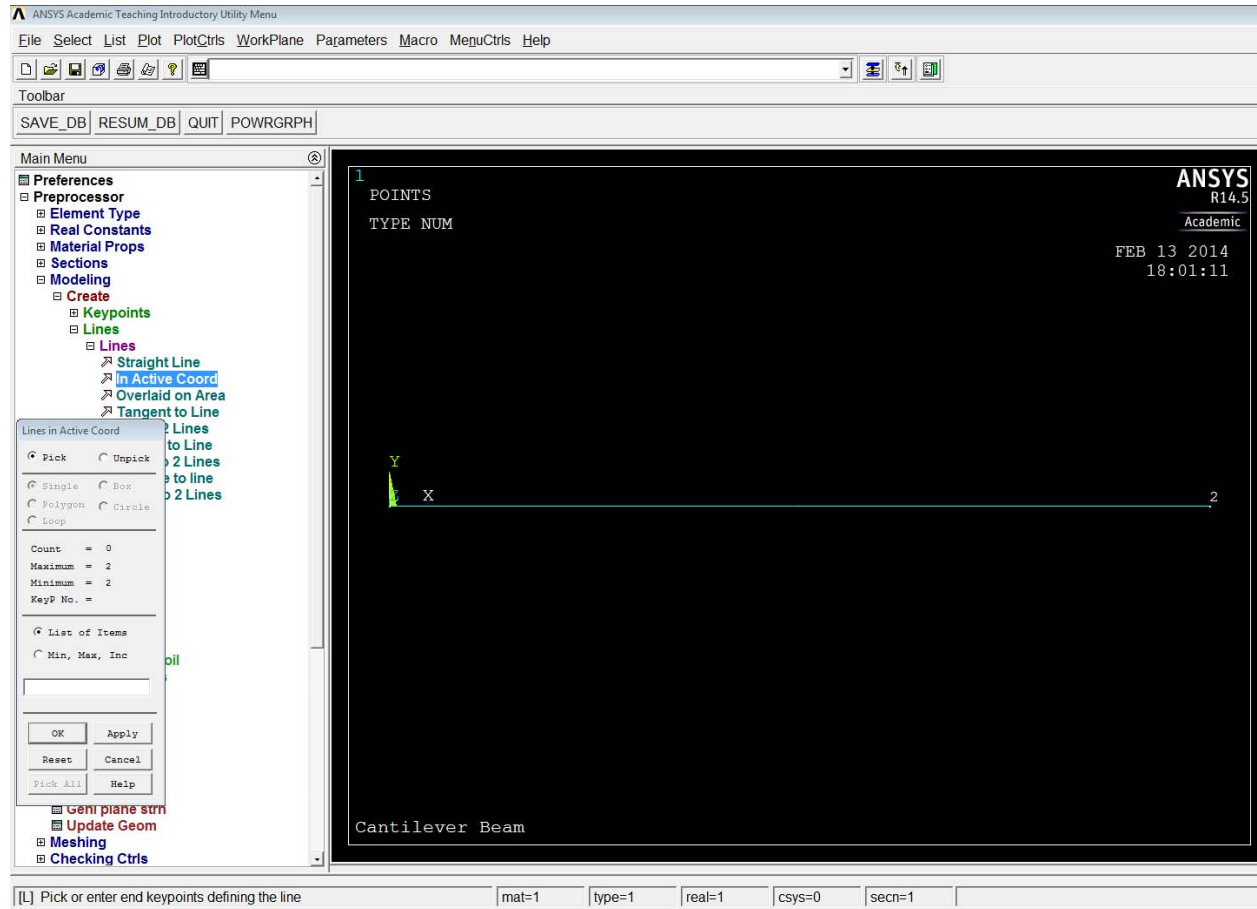 ANSYS Academic Teaching Introductory Utility Menu
File Select List Plot PlotCtrls WorkPlane Parameters Macro MenuCtrls Help
Toolbar
SAVE_DB RESUM_DB QUIT POWRGRPH
Main Menu
Preferences
Preprocessor
Element Type
Real Constants
Material Props
Sections
Modeling
Create
Keypoints
Lines
Lines
Straight Line
In Active Coord
Overlaid on Area
Tangent to Line
2 Lines
to Line
2 Lines
to line
2 Lines
Lines in Active Coord
Pick Unpick
Single Box
Polygon Circle
Loop
Count = 0
Maximum = 2
Minimum = 2
KeyP No. =
List of Items
Min, Max, Inc
OK Apply
Reset Cancel
Pick All Help
Genl plane strn
Update Geom
Meshing
Checking Ctrls
1
POINTS
TYPE NUM
ANSYS
R14.5
Academic
FEB 13 2014
18:01:11
Y
Z X
2
Cantilever Beam
[L] Pick or enter end keypoints defining the line
mat=1 type=1 real=1 csys=0 secn=1